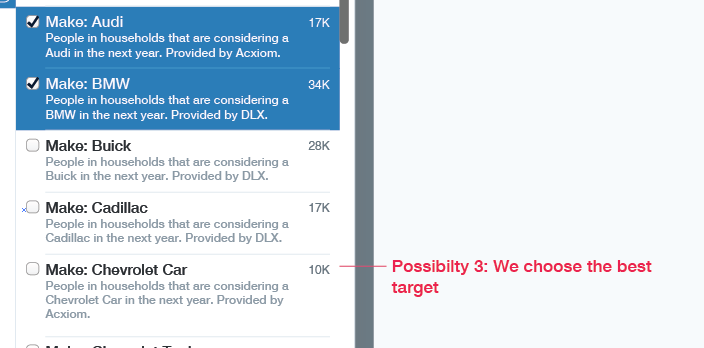 Make: Audi 17K
People in households that are considering a
Audi in the next year. Provided by Acxiom.
Make: BMW 34K
People in households that are considering a
BMW in the next year. Provided by DLX.
Make: Buick 28K
People in households that are considering a
Buick in the next year. Provided by DLX.
Make: Cadillac 17K
People in households that are considering a
Cadillac in the next year. Provided by DLX.
Make: Chevrolet Car 10K
People in households that are considering a
Chevrolet Car in the next year. Provided by
Acxiom.
Possibilty 3: We choose the best
target